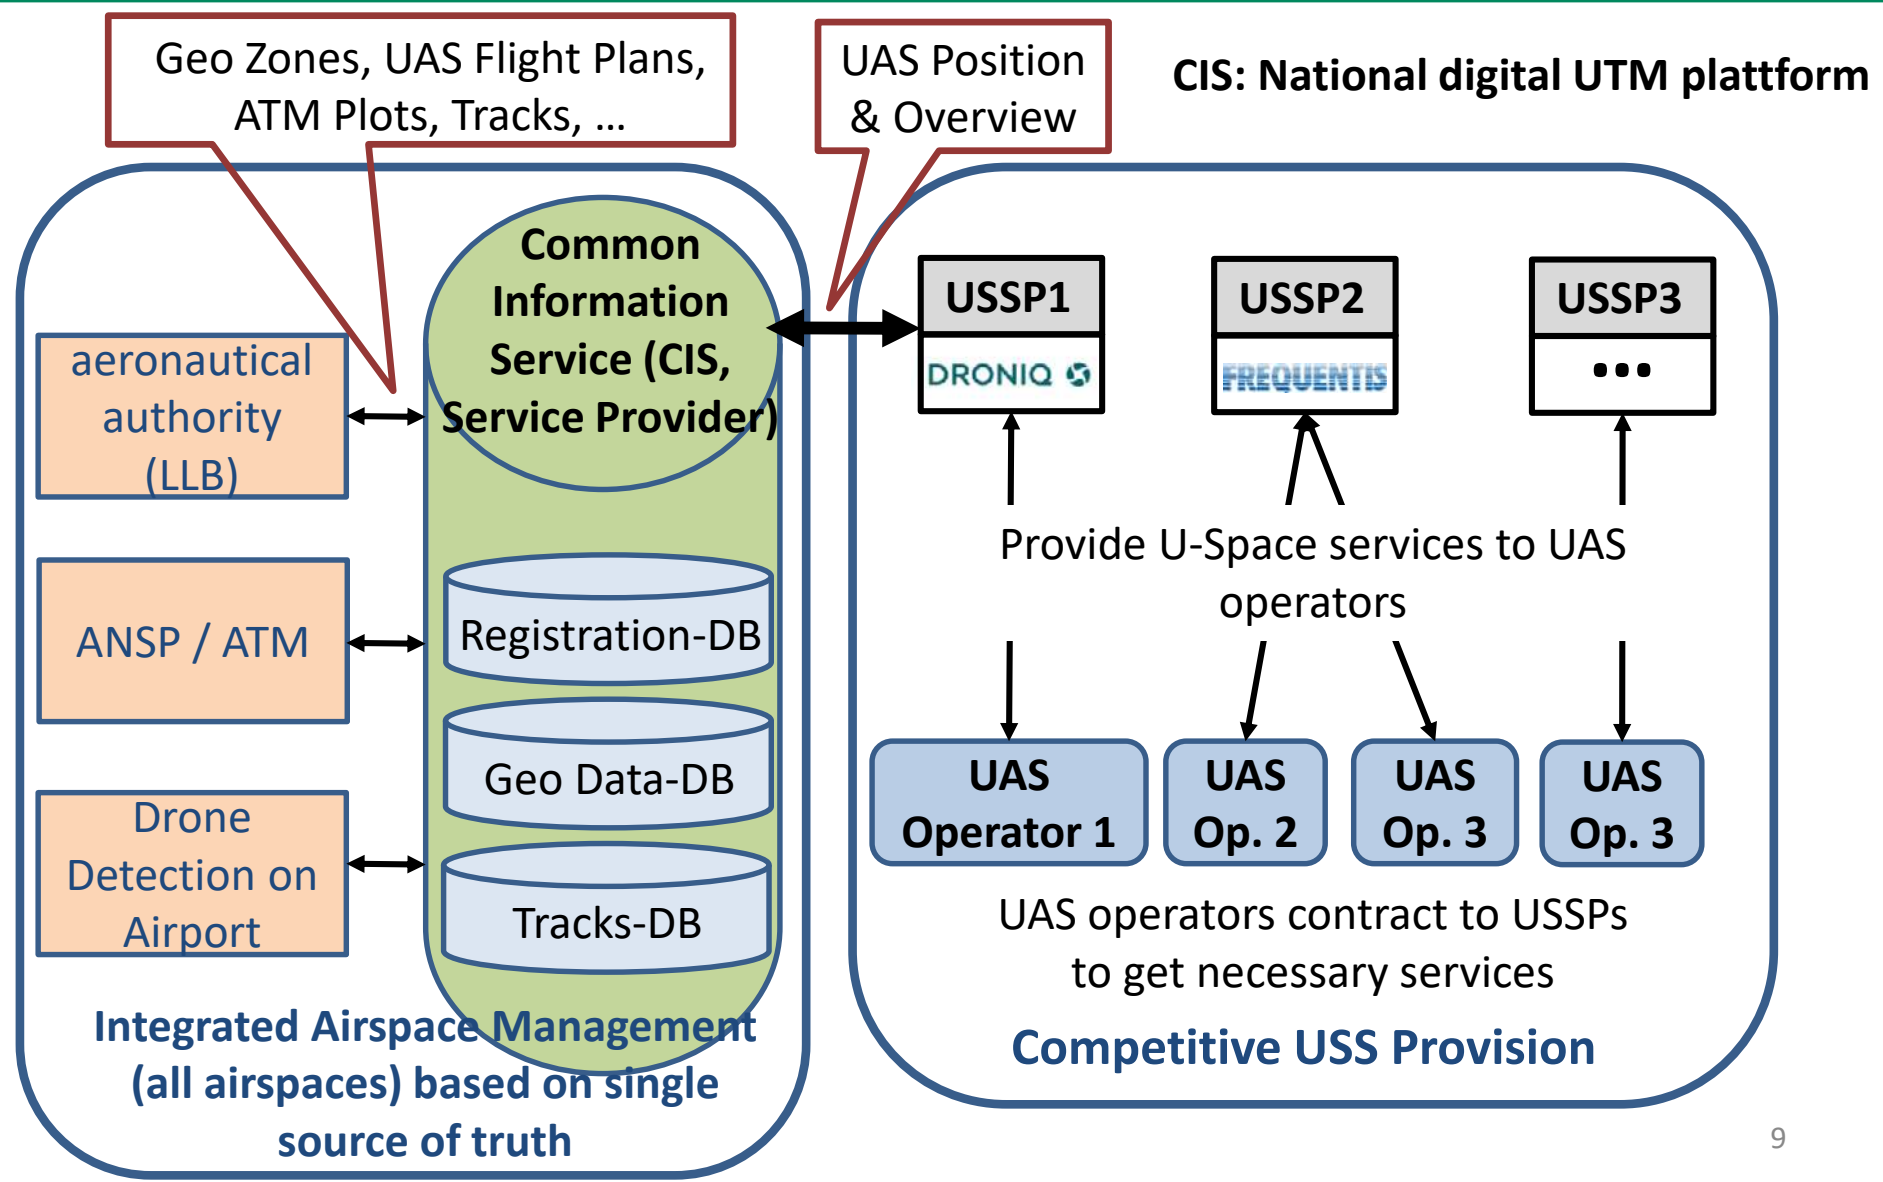 Geo Zones, UAS Flight Plans,
ATM Plots, Tracks, ...
UAS Position
& Overview
CIS: National digital UTM plattform
Common
Information
Service (CIS,
Service Provider)
aeronautical
authority
(LLB)
ANSP / ATM
Drone
Detection on
Airport
Registration-DB
Geo Data-DB
Tracks-DB
Integrated Airspace Management
(all airspaces) based on single
source of truth
USSP1
DRONIQ
USSP2
FREQUENTIS
USSP3
...
Provide U-Space services to UAS
operators
UAS
Operator 1
UAS
Op. 2
UAS
Op. 3
UAS
Op. 3
UAS operators contract to USSPs
to get necessary services
Competitive USS Provision
9